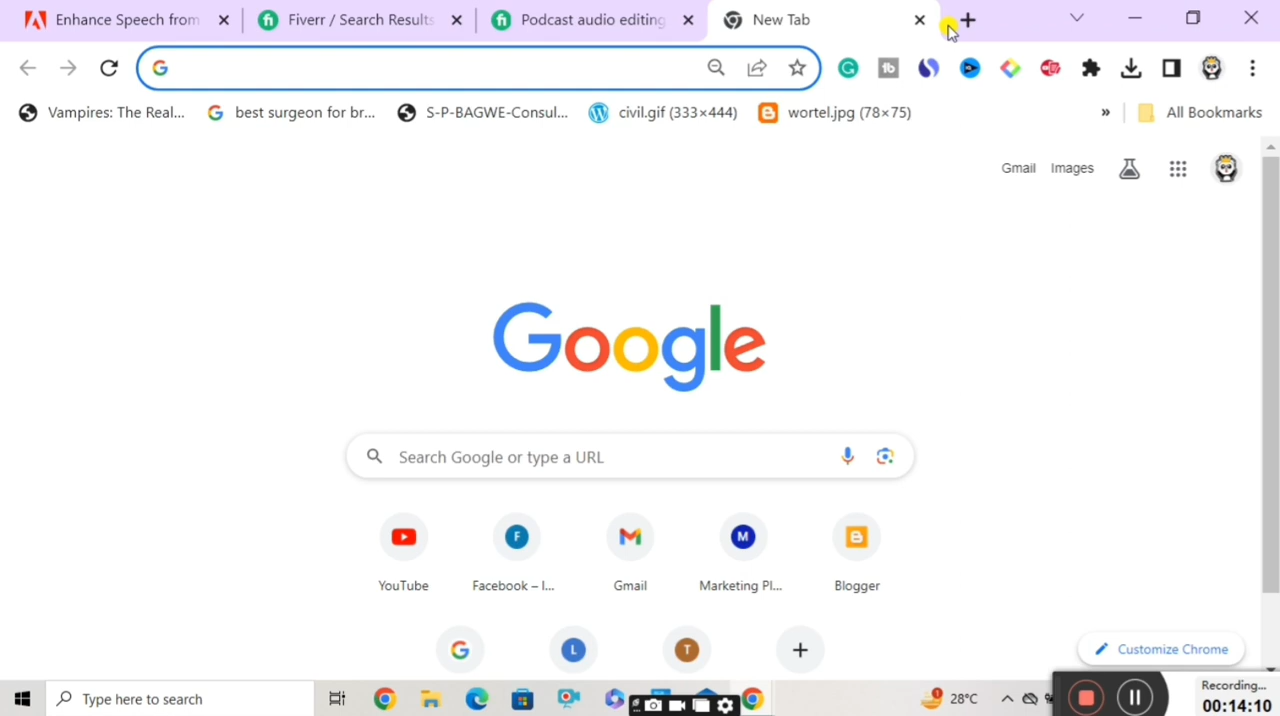 Enhance Speech from
Fiverr / Search Results
Podcast audio editing
New Tab
Vampires: The Real...
best surgeon for br...
S-P-BAGWE-Consul...
civil.gif (333×444)
wortel.jpg (78×75)
»
All Bookmarks
Gmail
Images
Google
Search Google or type a URL
YouTube
Facebook – l...
Gmail
Marketing Pl...
Blogger
Customize Chrome
Type here to search
28°C
Recording...
00:14:10